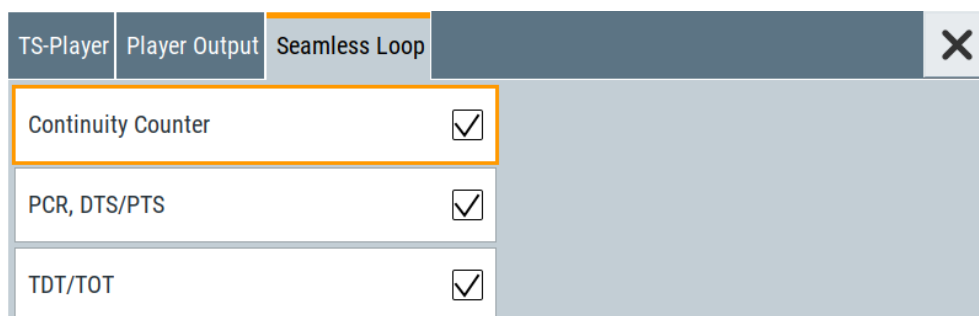 TS-Player Player Output Seamless Loop
Continuity Counter
PCR, DTS/PTS
TDT/TOT